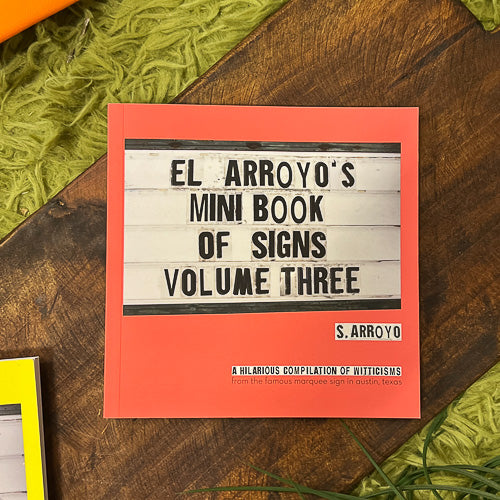 EL ARROYO'S
MINI BOOK
OF SIGNS
VOLUME THREE
S. ARROYO
A HILARIOUS COMPILATION OF WITTICISMS
from the famous marquee sign in austin, texas